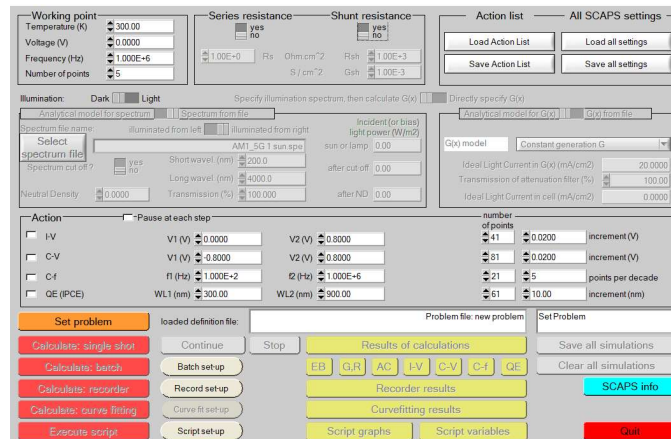 Working point
Temperature (K) 300.00
Voltage (V) 0.0000
Frequency (Hz) 1.000E+6
Number of points 5
Series resistance Shunt resistance
yes
no
yes
no
1.00E+0 Rs Ohm.cm^2 Rsh 1.00E+3
S / cm^2 Gsh 1.00E-3
Action list All SCAPS settings
Load Action List Load all settings
Save Action List Save all settings
Illumination: Dark Light Specify illumination spectrum, then calculate G(x) Directly specify G(x)
Analytical model for spectrum Spectrum from file
Incident (or bias)
light power (W/m2)
Spectrum file name: illuminated from left illuminated from right
Select
spectrum file
AM1_5G 1 sun.spe sun or lamp 0.00
Spectrum cut off ? yes
no
Short wavel. (nm) 200.0
Long wavel. (nm) 4000.0 after cut off 0.00
Neutral Density 0.0000 Transmission (%) 100.000 after ND 0.00
Analytical model for G(x) G(x) from file
G(x) model Constant generation G
Ideal Light Current in G(x) (mA/cm2) 20.0000
Transmission of attenuation filter (%) 100.00
Ideal Light Current in cell (mA/cm2) 0.0000
Action Pause at each step
number
of points
I-V V1 (V) 0.0000 V2 (V) 0.8000 41 0.0200 increment (V)
C-V V1 (V) -0.8000 V2 (V) 0.8000 81 0.0200 increment (V)
C-f f1 (Hz) 1.000E+2 f2 (Hz) 1.000E+6 21 5 points per decade
QE (IPCE) WL1 (nm) 300.00 WL2 (nm) 900.00 61 10.00 increment (nm)
Set problem loaded definition file: Problem file: new problem Set Problem
Calculate: single shot Continue Stop Results of calculations Save all simulations
Calculate: batch Batch set-up EB G,R AC I-V C-V C-f QE Clear all simulations
Calculate: recorder Record set-up Recorder results SCAPS info
Calculate: curve fitting Curve fit set-up Curvefitting results
Execute script Script set-up Script graphs Script variables Quit